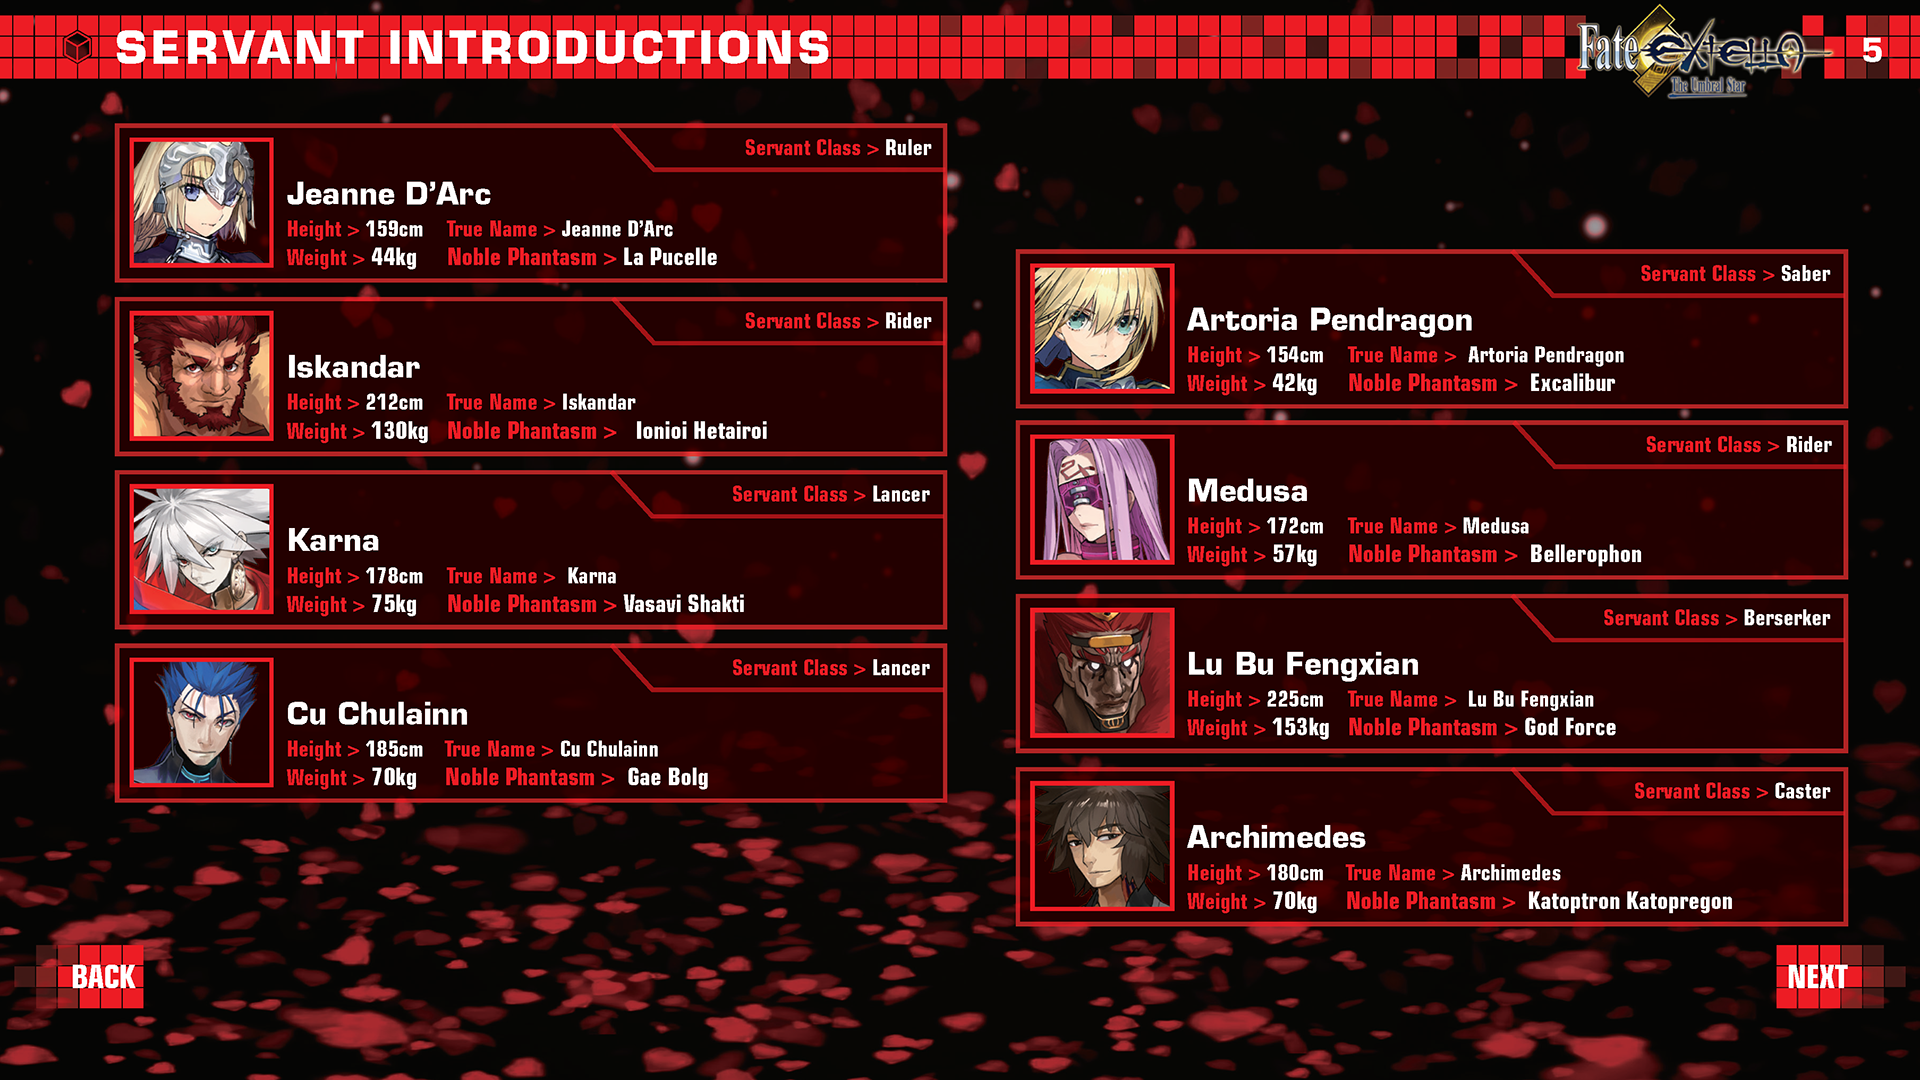 SERVANT INTRODUCTIONS
Fate EXTELLA
The Umbral Star
5
Servant Class > Ruler
Jeanne D’Arc
Height > 159cm True Name > Jeanne D’Arc
Weight > 44kg Noble Phantasm > La Pucelle
Servant Class > Rider
Iskandar
Height > 212cm True Name > Iskandar
Weight > 130kg Noble Phantasm > Ionioi Hetairoi
Servant Class > Lancer
Karna
Height > 178cm True Name > Karna
Weight > 75kg Noble Phantasm > Vasavi Shakti
Servant Class > Lancer
Cu Chulainn
Height > 185cm True Name > Cu Chulainn
Weight > 70kg Noble Phantasm > Gae Bolg
Servant Class > Saber
Artoria Pendragon
Height > 154cm True Name > Artoria Pendragon
Weight > 42kg Noble Phantasm > Excalibur
Servant Class > Rider
Medusa
Height > 172cm True Name > Medusa
Weight > 57kg Noble Phantasm > Bellerophon
Servant Class > Berserker
Lu Bu Fengxian
Height > 225cm True Name > Lu Bu Fengxian
Weight > 153kg Noble Phantasm > God Force
Servant Class > Caster
Archimedes
Height > 180cm True Name > Archimedes
Weight > 70kg Noble Phantasm > Katoptron Katopregon
BACK
NEXT